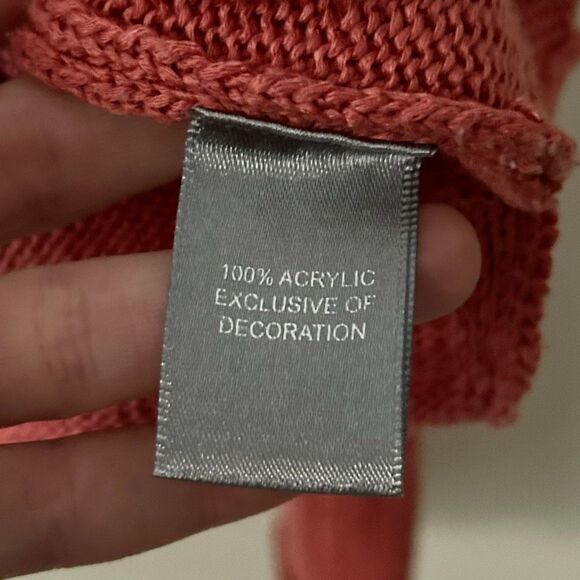 100% ACRYLIC
EXCLUSIVE OF
DECORATION